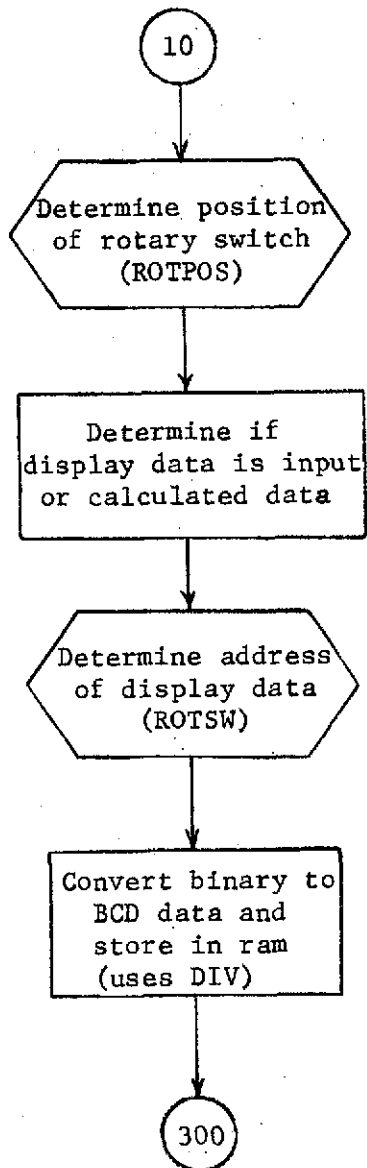 10
Determine position
of rotary switch
(ROTPOS)
Determine if
display data is input
or calculated data
Determine address
of display data
(ROTSW)
Convert binary to
BCD data and
store in ram
(uses DIV)
300